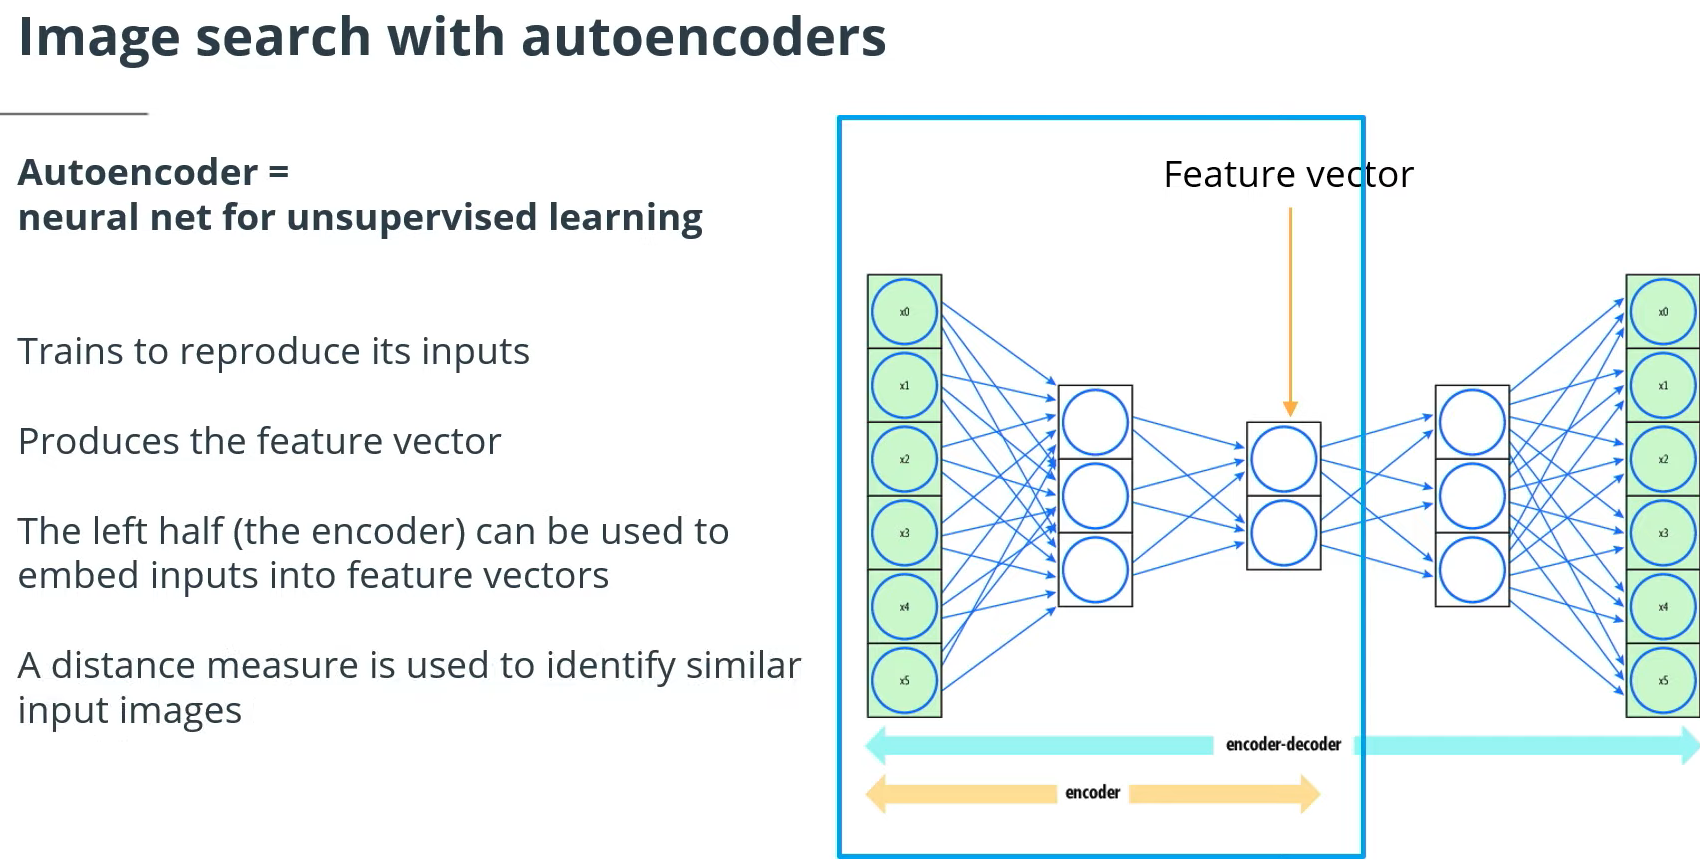 Image search with autoencoders
Autoencoder =
neural net for unsupervised learning
Trains to reproduce its inputs
Produces the feature vector
The left half (the encoder) can be used to
embed inputs into feature vectors
A distance measure is used to identify similar
input images
Feature vector
x0
x1
x2
x3
x4
x5
x0
x1
x2
x3
x4
x5
encoder-decoder
encoder